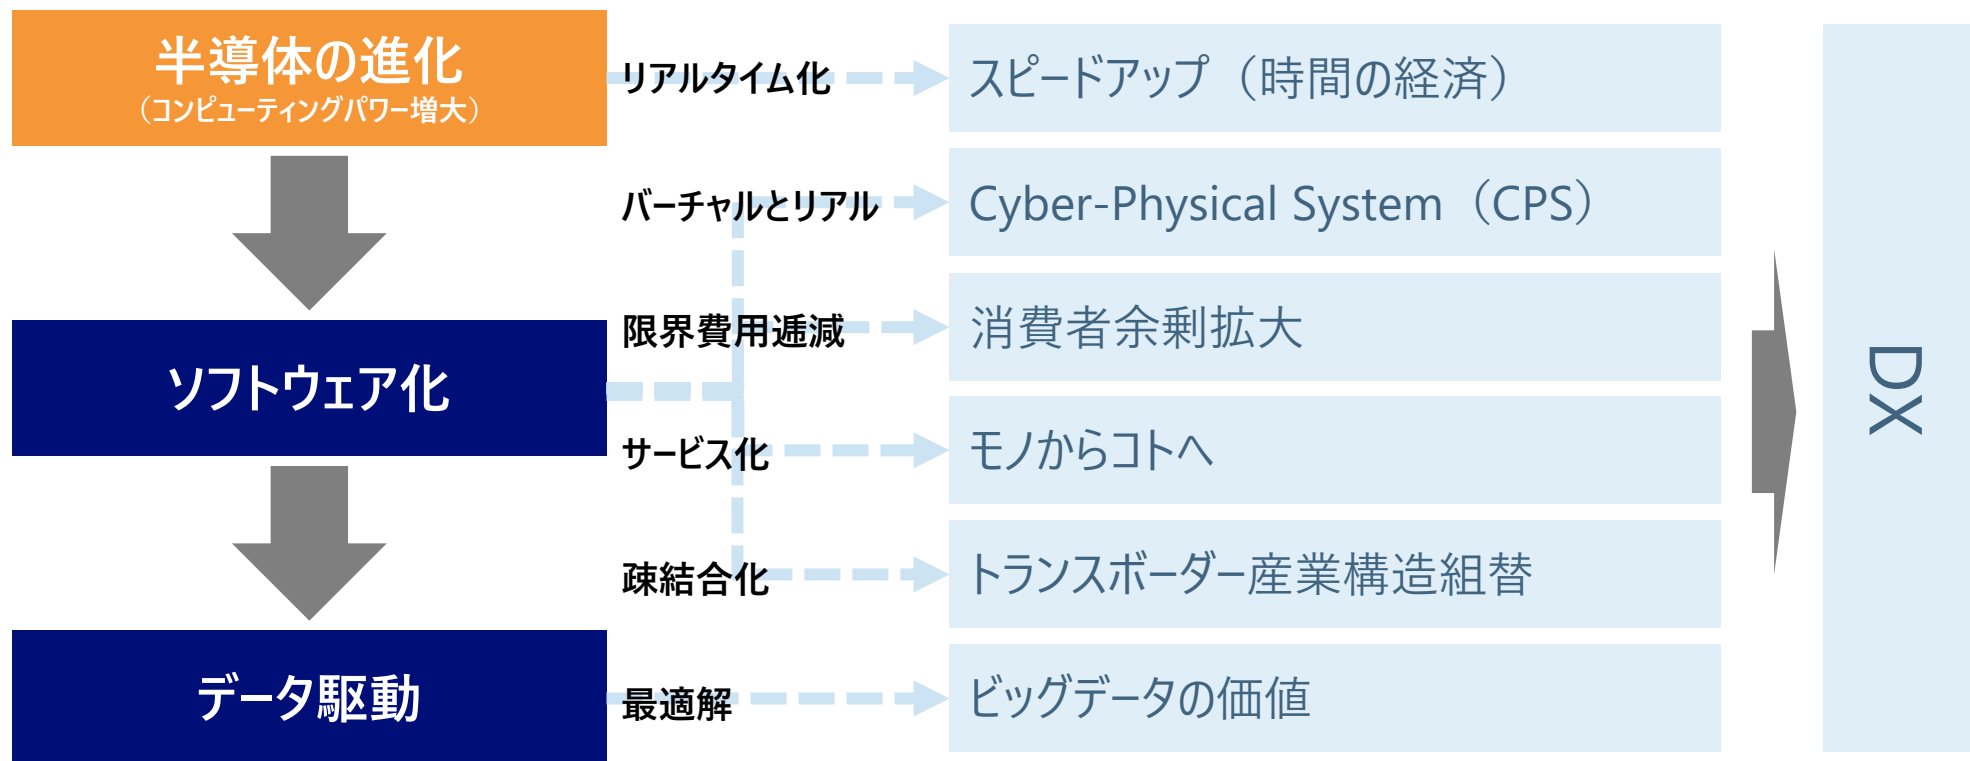 半導体の進化
（コンピューティングパワー増大）
リアルタイム化
スピードアップ（時間の経済）
バーチャルとリアル
Cyber-Physical System（CPS）
限界費用逓減
消費者余剰拡大
ソフトウェア化
サービス化
モノからコトへ
疎結合化
トランスボーダー産業構造組替
データ駆動
最適解
ビッグデータの価値
DX